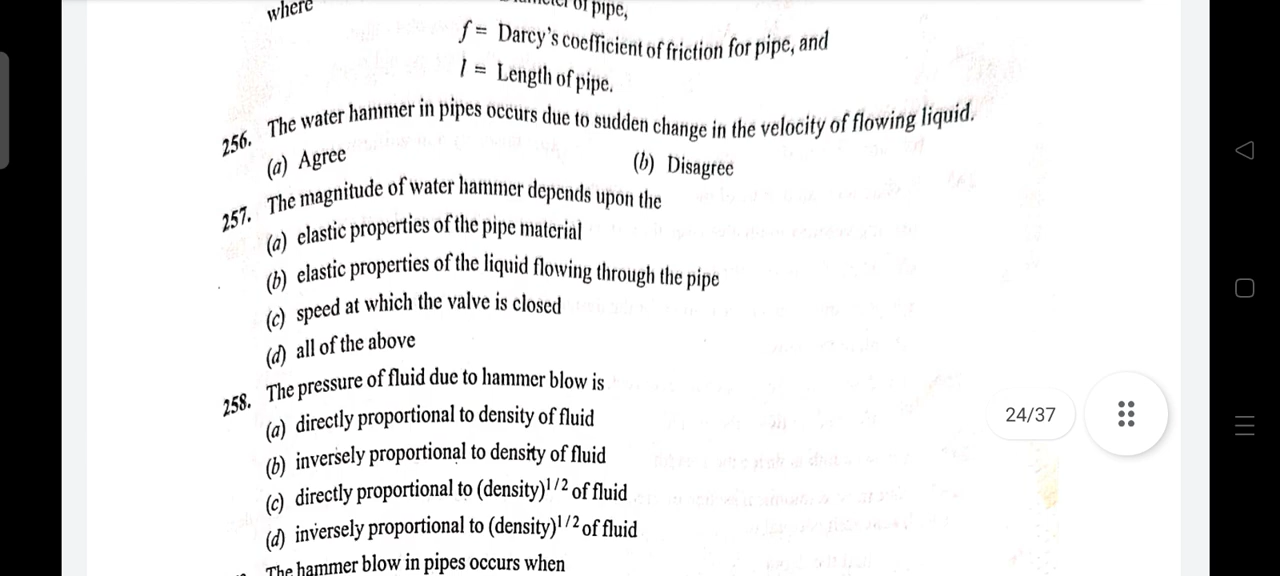 where
of pipe,
f = Darcy's coefficient of friction for pipe, and
l = Length of pipe.
256. The water hammer in pipes occurs due to sudden change in the velocity of flowing liquid.
(a) Agree (b) Disagree
257. The magnitude of water hammer depends upon the
(a) elastic properties of the pipe material
(b) elastic properties of the liquid flowing through the pipe
(c) speed at which the valve is closed
(d) all of the above
258. The pressure of fluid due to hammer blow is
(a) directly proportional to density of fluid
(b) inversely proportional to density of fluid
(c) directly proportional to (density)^1/2 of fluid
(d) inversely proportional to (density)^1/2 of fluid
The hammer blow in pipes occurs when
24/37